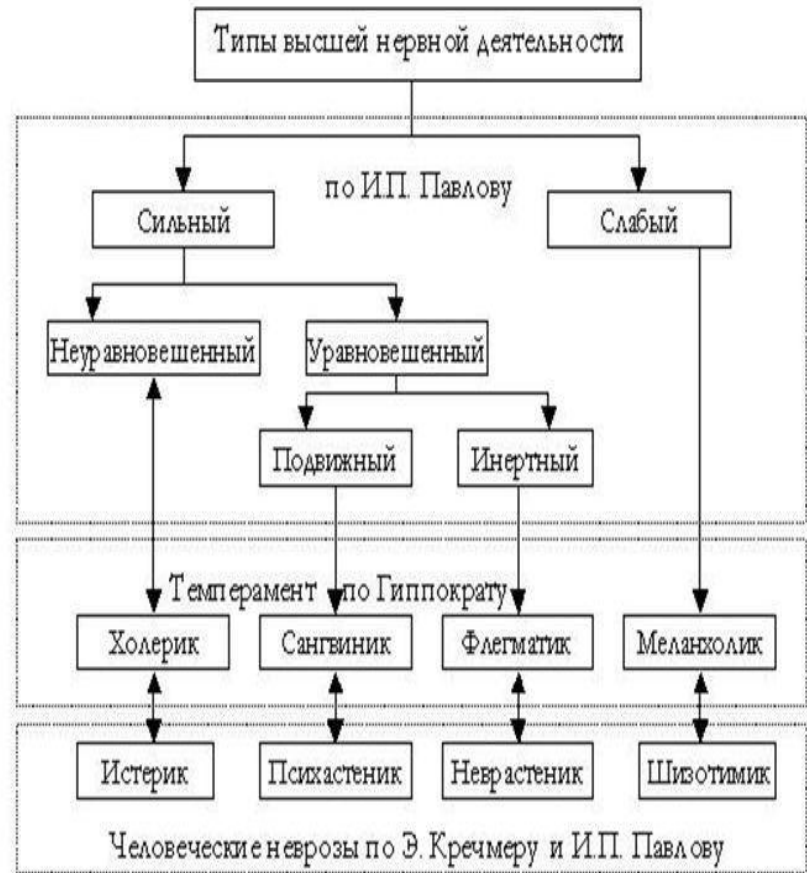 Типы высшей нервной деятельности
по И.П. Павлову
Сильный
Слабый
Неуравновешенный
Уравновешенный
Подвижный
Инертный
Темперамент по Гиппократу
Холерик
Сангвиник
Флегматик
Меланхолик
Истерик
Психастеник
Неврастеник
Шизотимик
Человеческие неврозы по Э. Кречмеру и И.П. Павлову